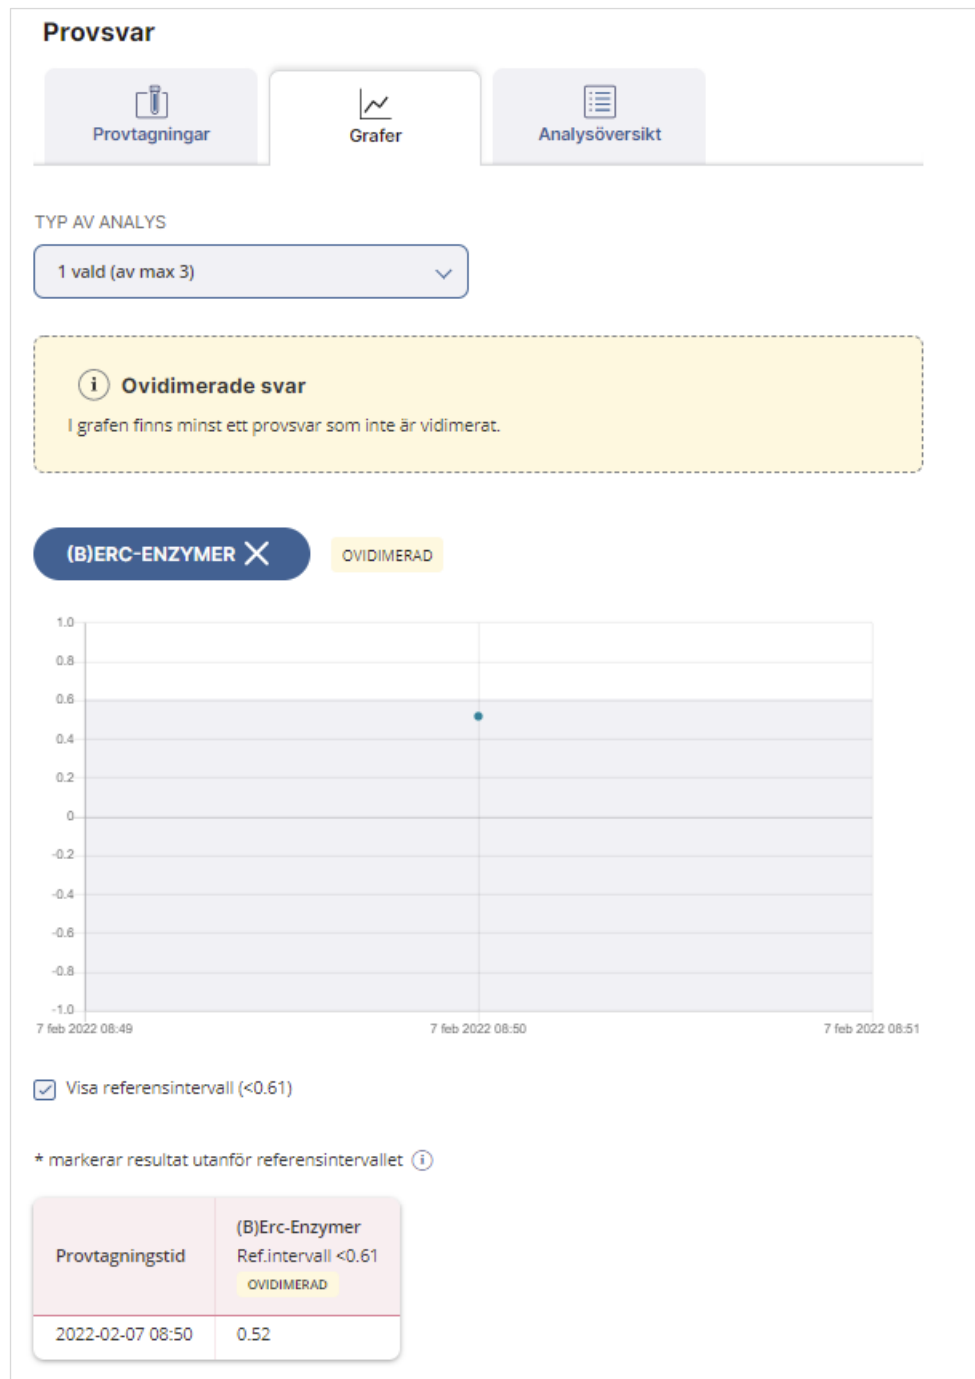 Provsvar
Provtagningar
Grafer
Analysöversikt
TYP AV ANALYS
1 vald (av max 3)
Ovidimerade svar
I grafen finns minst ett provsvar som inte är vidimerat.
(B)ERC-ENZYMER
OVIDIMERAD
1.0
0.8
0.6
0.4
0.2
0
-0.2
-0.4
-0.6
-0.8
-1.0
7 feb 2022 08:49
7 feb 2022 08:50
7 feb 2022 08:51
Visa referensintervall (<0.61)
* markerar resultat utanför referensintervallet
Provtagningstid
(B)Erc-Enzymer
Ref.intervall <0.61
OVIDIMERAD
2022-02-07 08:50
0.52